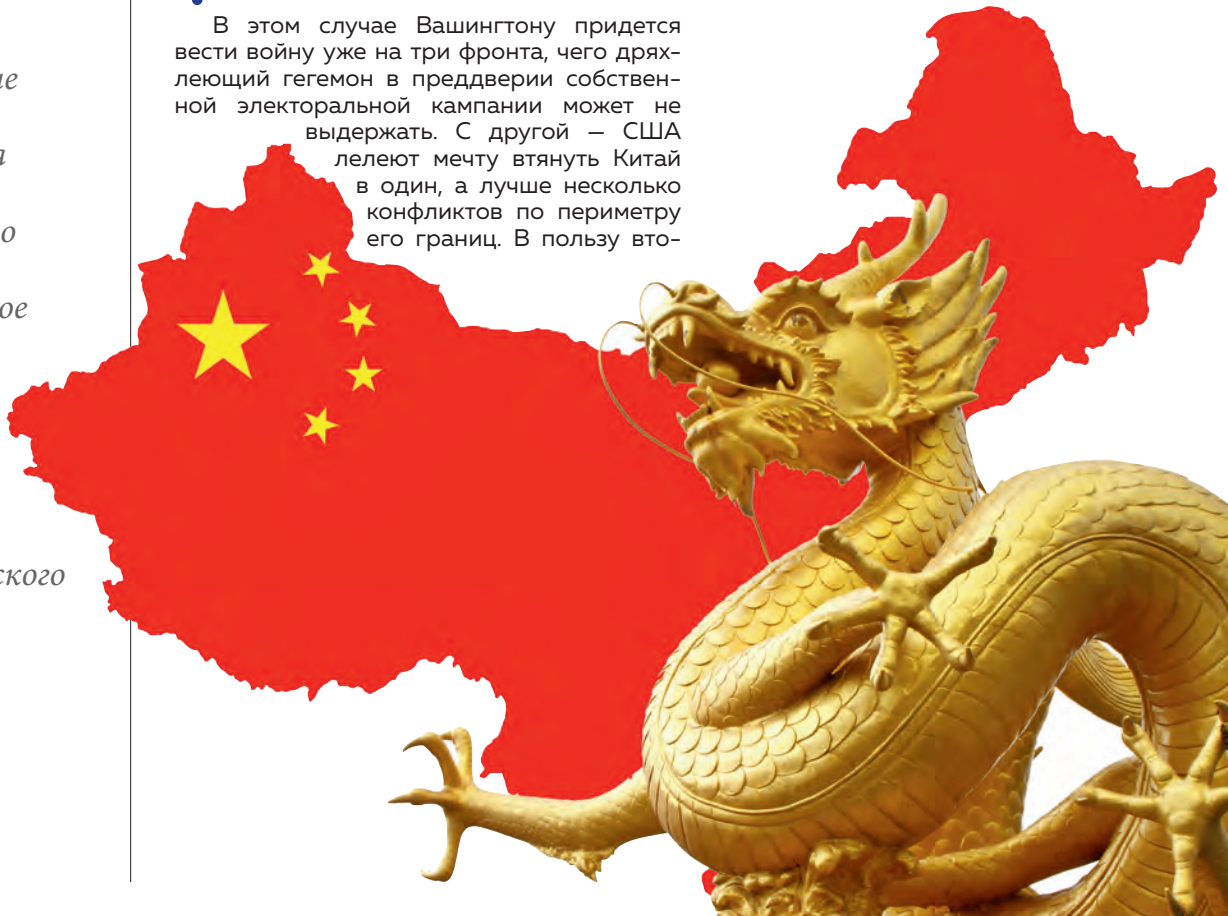 В этом случае Вашингтону придется
вести войну уже на три фронта, чего дрях-
леющий гегемон в преддверии собствен-
ной электоральной кампании может не
выдержать. С другой — США
лелеют мечту втянуть Китай
в один, а лучше несколько
конфликтов по периметру
его границ. В пользу вто-